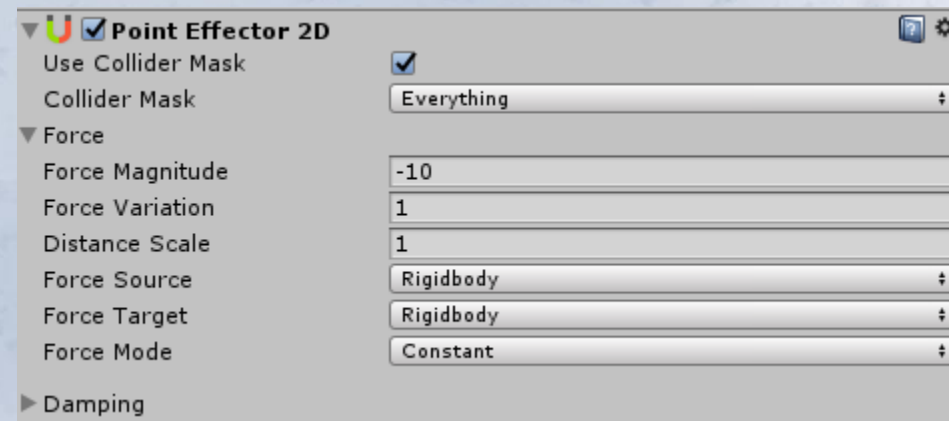 Point Effector 2D
Use Collider Mask
Collider Mask Everything
Force
Force Magnitude -10
Force Variation 1
Distance Scale 1
Force Source Rigidbody
Force Target Rigidbody
Force Mode Constant
Damping